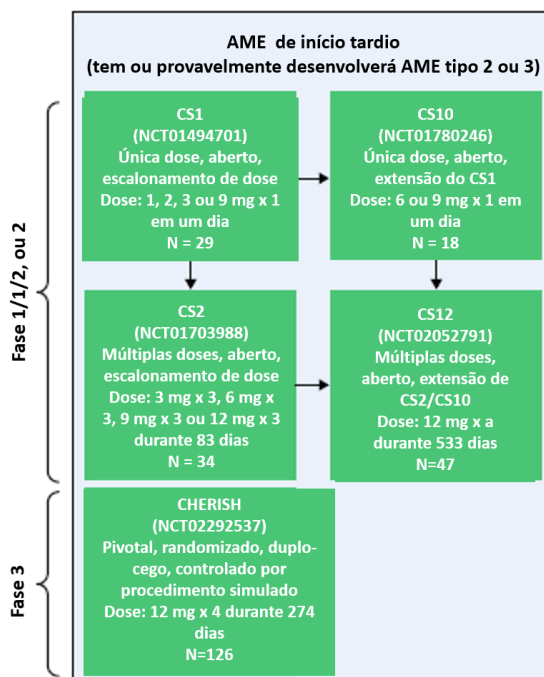 AME de início tardio
(tem ou provavelmente desenvolverá AME tipo 2 ou 3)
Fase 1/1/2, ou 2
CS1
(NCT01494701)
Única dose, aberto,
escalonamento de dose
Dose: 1, 2, 3 ou 9 mg x 1
em um dia
N = 29
CS10
(NCT01780246)
Única dose, aberto,
extensão do CS1
Dose: 6 ou 9 mg x 1 em
um dia
N = 18
CS2
(NCT01703988)
Múltiplas doses, aberto,
escalonamento de dose
Dose: 3 mg x 3, 6 mg x
3, 9 mg x 3 ou 12 mg x 3
durante 83 dias
N = 34
CS12
(NCT02052791)
Múltiplas doses,
aberto, extensão de
CS2/CS10
Dose: 12 mg x a
durante 533 dias
N=47
Fase 3
CHERISH
(NCT02292537)
Pivotal, randomizado, duplo-
cego, controlado por
procedimento simulado
Dose: 12 mg x 4 durante 274
dias
N=126